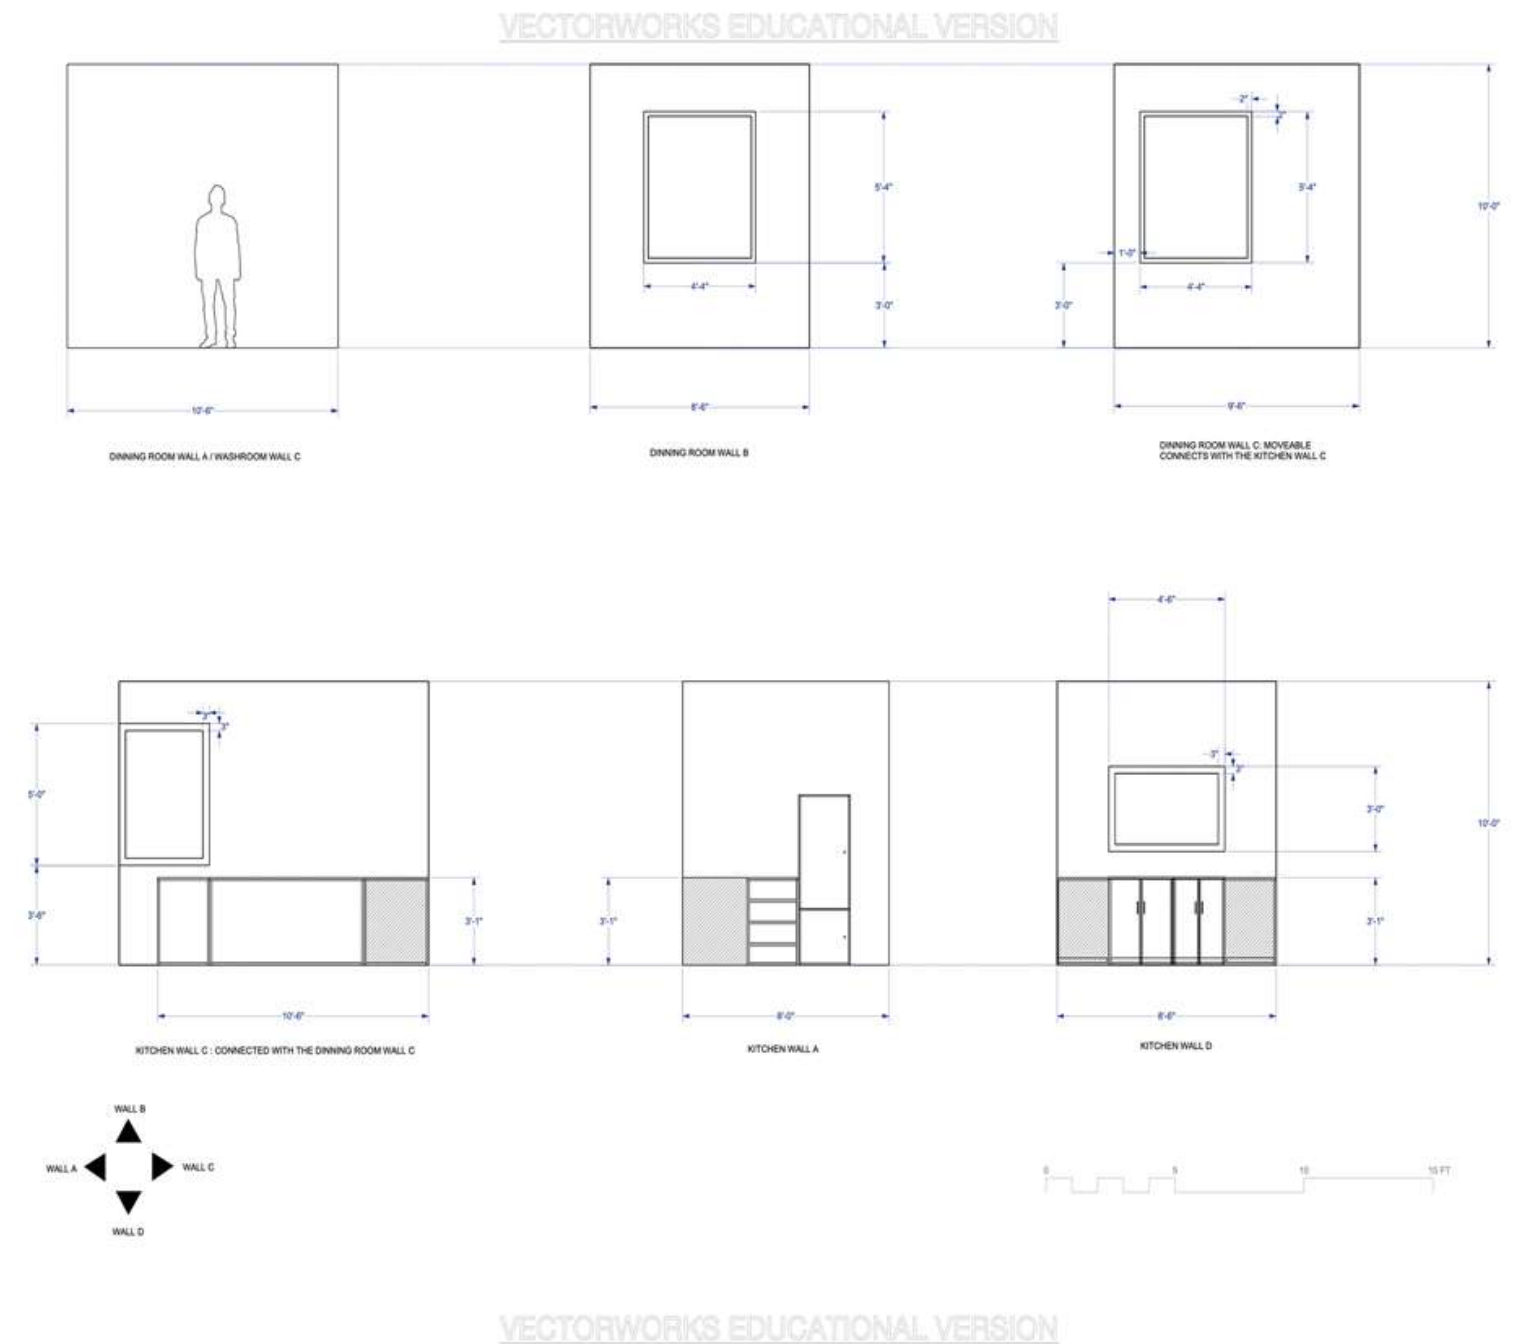 VECTORWORKS EDUCATIONAL VERSION
2"
5'-4"
5'-4"
10'-0"
1'-0"
4'-4"
4'-4"
3'-0"
3'-0"
10'-6"
8'-6"
9'-6"
DINNING ROOM WALL A / WASHROOM WALL C
DINNING ROOM WALL B
DINNING ROOM WALL C: MOVEABLE
CONNECTS WITH THE KITCHEN WALL C
4'-6"
3"
3"
3"
3"
5'-0"
3'-0"
10'-0"
3'-6"
3'-1"
3'-1"
3'-1"
10'-6"
8'-0"
8'-6"
KITCHEN WALL C : CONNECTED WITH THE DINNING ROOM WALL C
KITCHEN WALL A
KITCHEN WALL D
WALL B
WALL A
WALL C
WALL D
0 5 10 15 FT
VECTORWORKS EDUCATIONAL VERSION